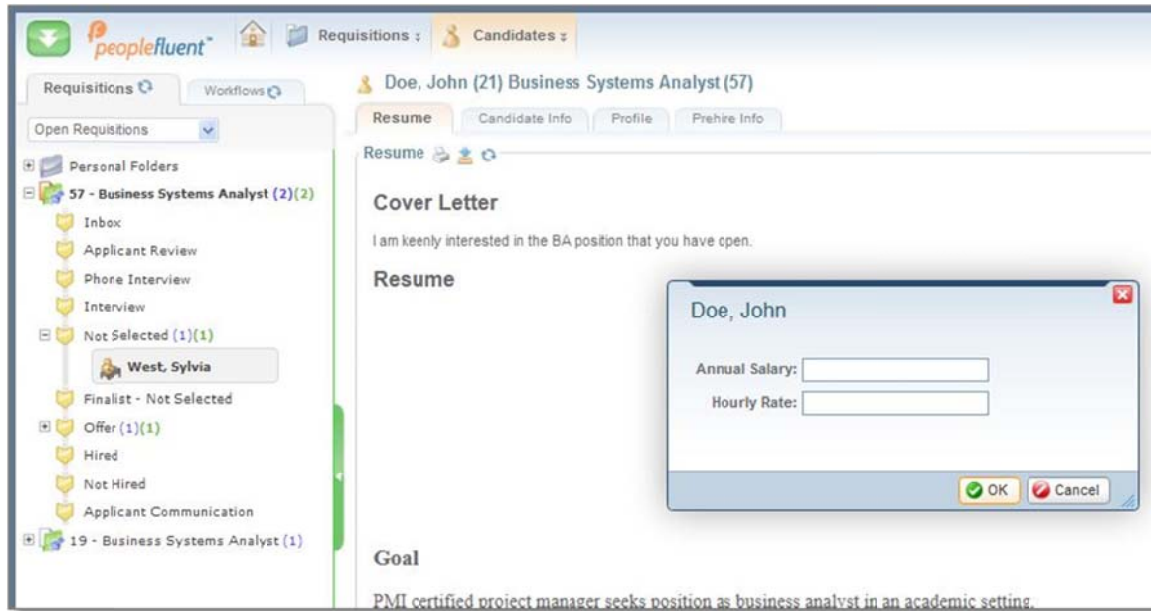 peoplefluent™
Requisitions
Candidates
Requisitions
Workflows
Open Requisitions
Personal Folders
57 - Business Systems Analyst (2)(2)
Inbox
Applicant Review
Phone Interview
Interview
Not Selected (1)(1)
West, Sylvia
Finalist - Not Selected
Offer (1)(1)
Hired
Not Hired
Applicant Communication
19 - Business Systems Analyst (1)
Doe, John (21) Business Systems Analyst (57)
Resume
Candidate Info
Profile
Prehire Info
Resume
Cover Letter
I am keenly interested in the BA position that you have open.
Resume
Doe, John
Annual Salary:
Hourly Rate:
OK
Cancel
Goal
PMI certified project manager seeks position as business analyst in an academic setting.